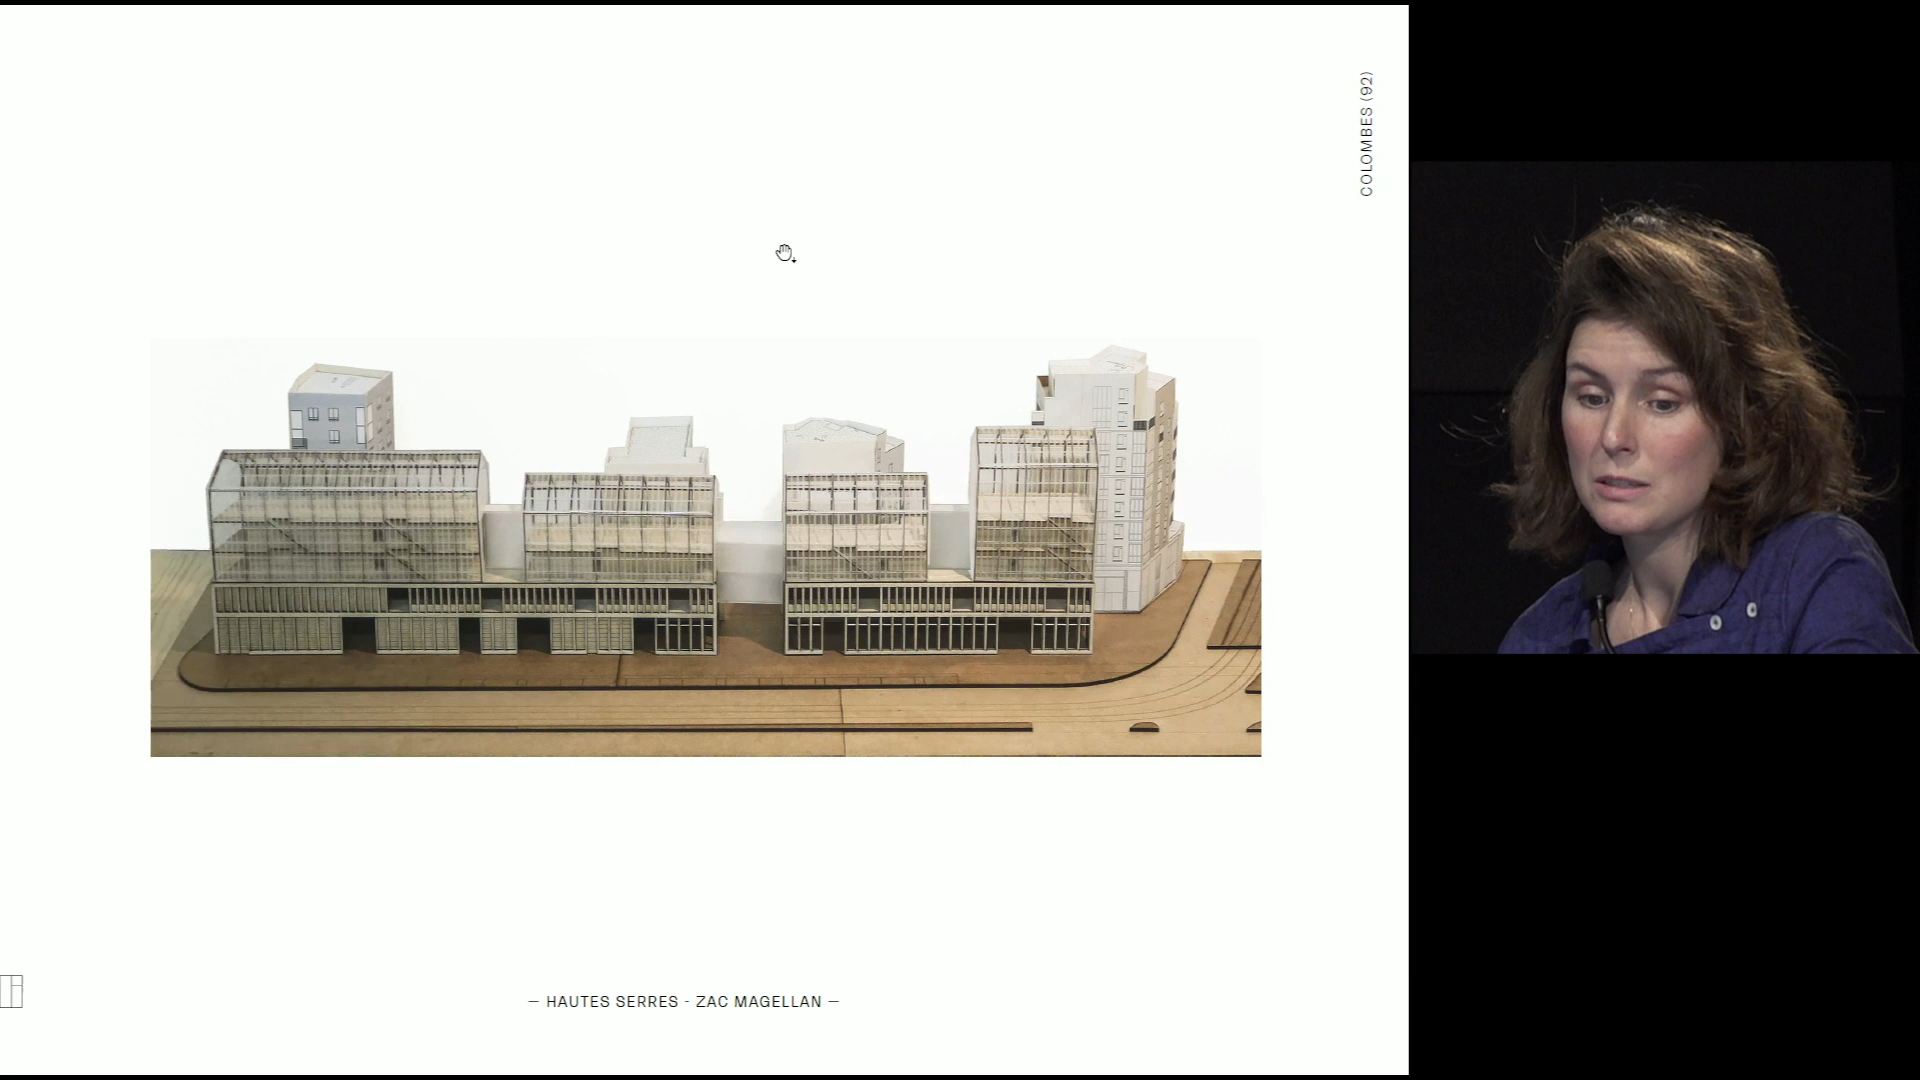 COLOMBES (92)
— HAUTES SERRES - ZAC MAGELLAN —